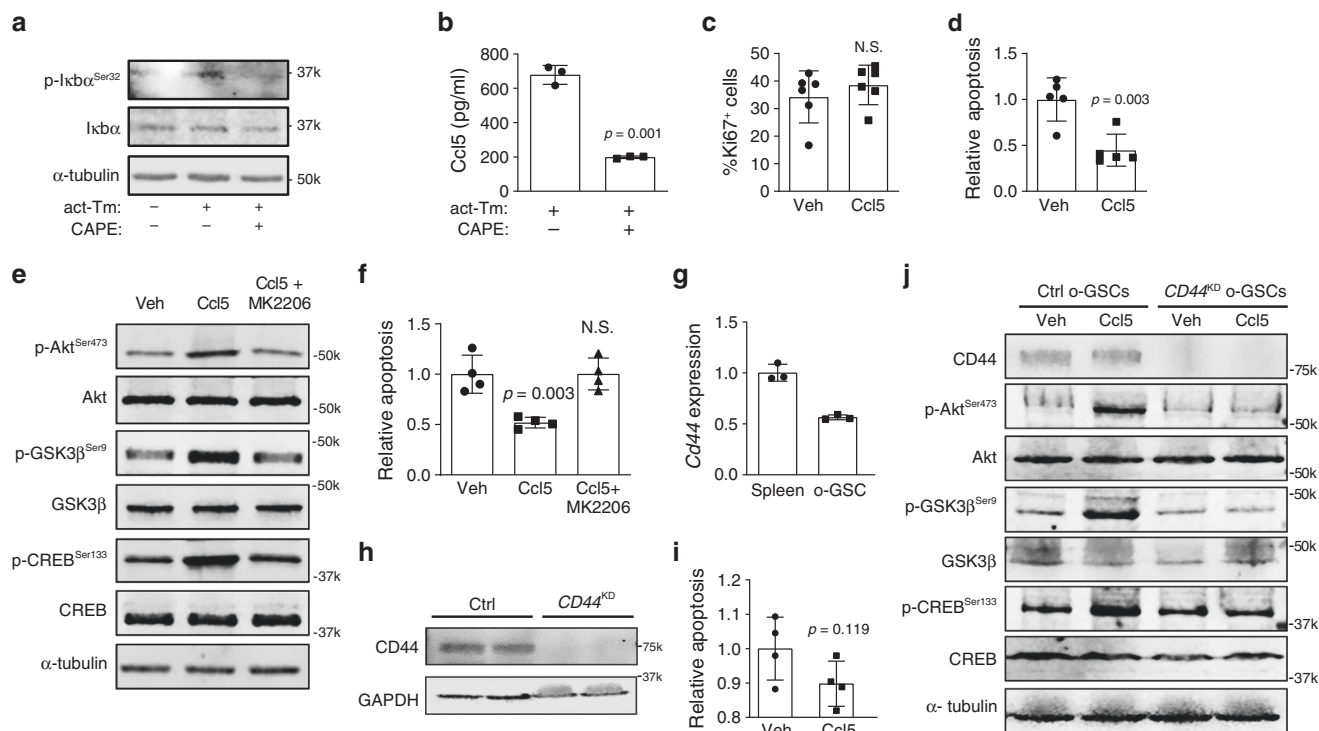 a
p-Iκbα^Ser32
37k
Iκbα
37k
α-tubulin
50k
act-Tm: – + +
CAPE: – – +
b
Ccl5 (pg/ml)
800
600
400
200
0
p = 0.001
act-Tm: + +
CAPE: – +
c
%Ki67+ cells
50
40
30
20
10
0
N.S.
Veh Ccl5
d
Relative apoptosis
1.5
1.0
0.5
0.0
p = 0.003
Veh Ccl5
e
Veh Ccl5 Ccl5 +
MK2206
p-Akt^Ser473
-50k
Akt
-50k
p-GSK3β^Ser9
-50k
GSK3β
-50k
p-CREB^Ser133
-37k
CREB
-37k
α-tubulin
f
Relative apoptosis
1.5
1.0
0.5
0.0
p = 0.003
N.S.
Veh Ccl5 Ccl5+
MK2206
g
Cd44 expression
1.5
1.0
0.5
0.0
Spleen o-GSC
h
Ctrl CD44^KD
CD44
-75k
-37k
GAPDH
i
Relative apoptosis
1.2
1.1
1.0
0.9
0.8
p = 0.119
Veh Ccl5
j
Ctrl o-GSCs CD44^KD o-GSCs
Veh Ccl5 Veh Ccl5
CD44
-75k
p-Akt^Ser473
-50k
Akt
-50k
p-GSK3β^Ser9
-50k
GSK3β
-50k
p-CREB^Ser133
-37k
CREB
-37k
α- tubulin